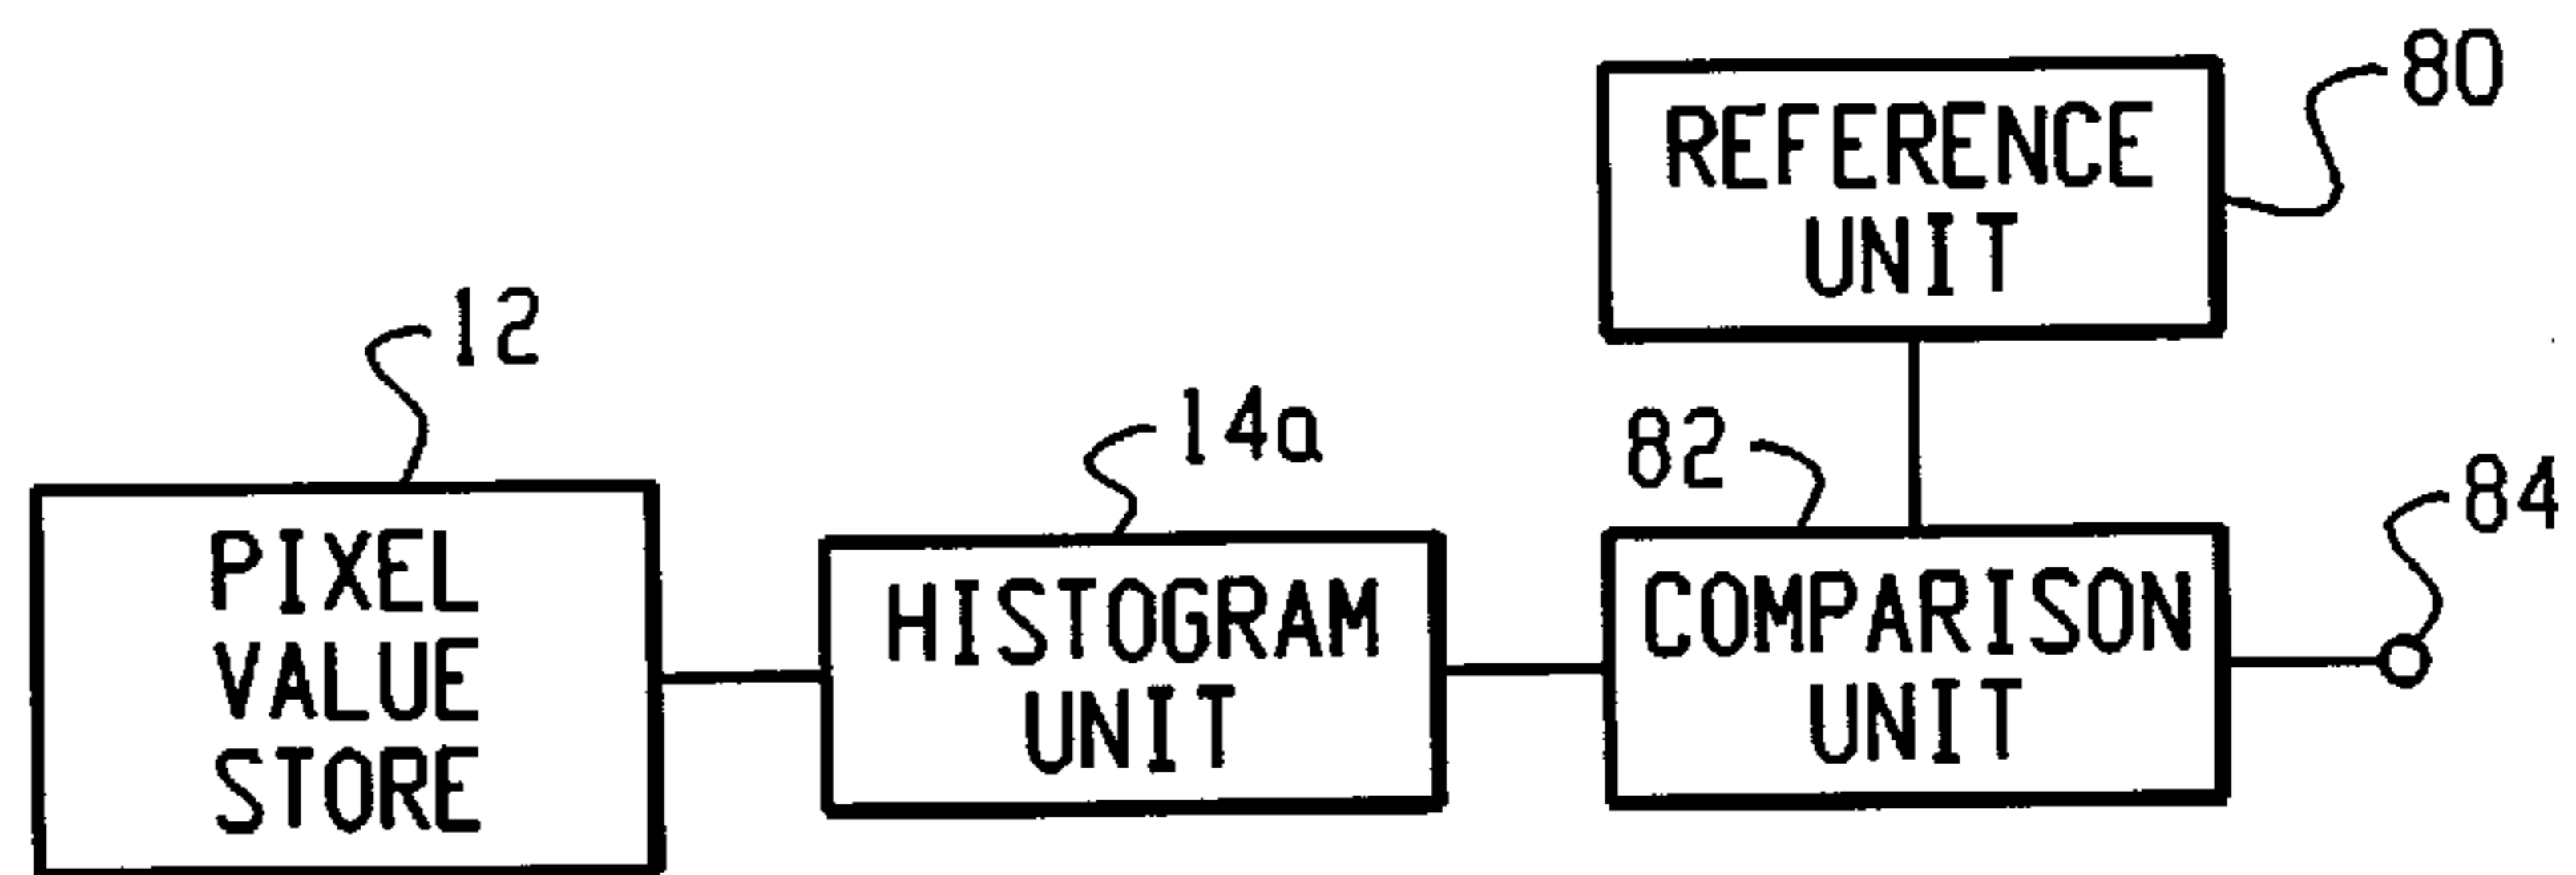 80
REFERENCE
UNIT
12
14a
82
84
PIXEL
VALUE
STORE
HISTOGRAM
UNIT
COMPARISON
UNIT